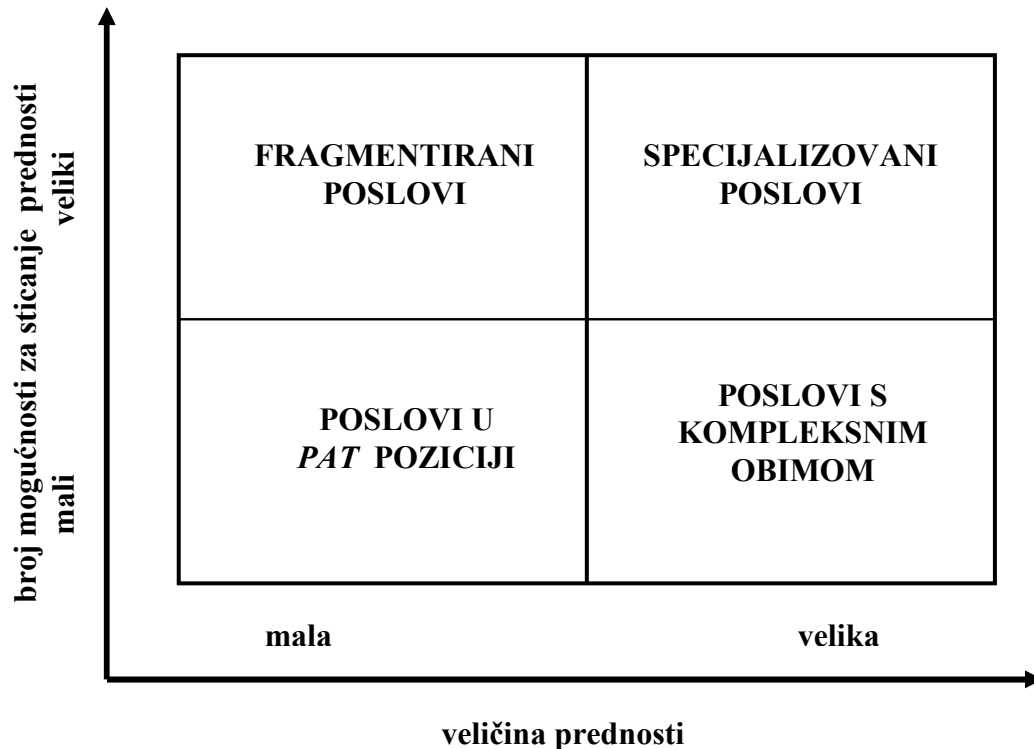 broj mogućnosti za sticanje prednosti
veliki
mali
FRAGMENTIRANI
POSLOVI
SPECIJALIZOVANI
POSLOVI
POSLOVI U
PAT POZICIJI
POSLOVI S
KOMPLEKSNIM
OBIMOM
mala
velika
veličina prednosti